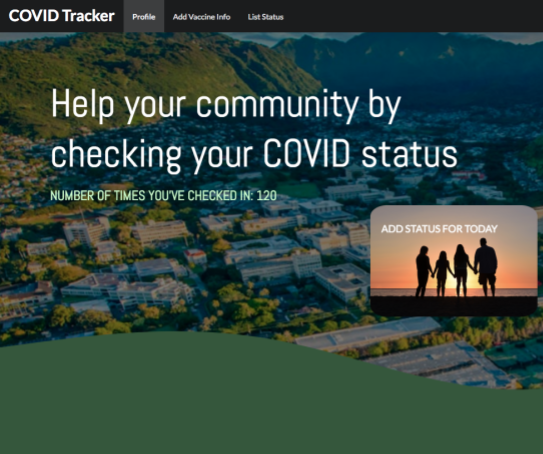 COVID Tracker
Profile
Add Vaccine Info
List Status
Help your community by
checking your COVID status
NUMBER OF TIMES YOU'VE CHECKED IN: 120
ADD STATUS FOR TODAY